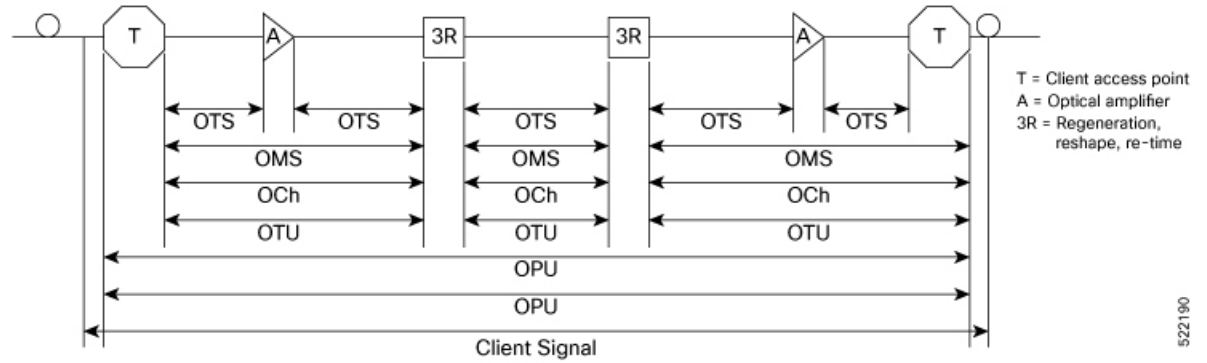 T A 3R 3R A T
T = Client access point
A = Optical amplifier
3R = Regeneration,
reshape, re-time
OTS OTS OTS OTS OTS
OMS OMS OMS
OCh OCh OCh
OTU OTU OTU
OPU
OPU
Client Signal
522190